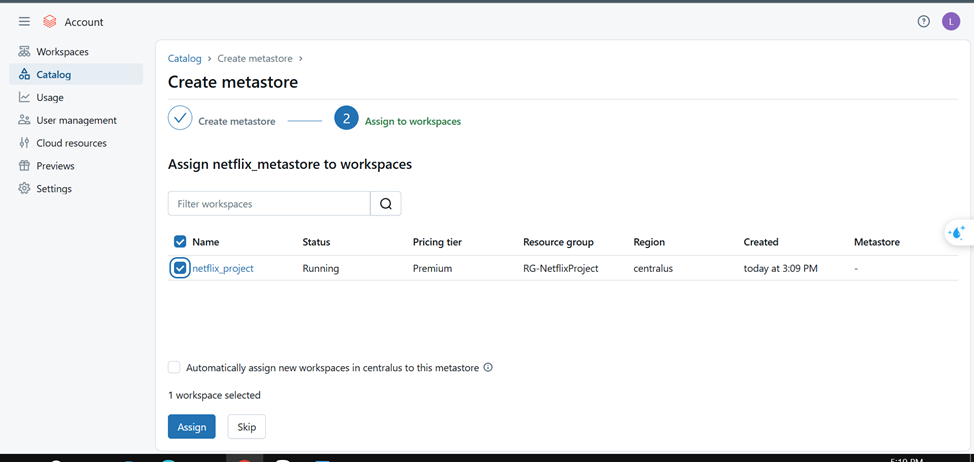 Account
L
Workspaces
Catalog
Usage
User management
Cloud resources
Previews
Settings
Catalog > Create metastore >
Create metastore
Create metastore 2 Assign to workspaces
Assign netflix_metastore to workspaces
Filter workspaces
Name Status Pricing tier Resource group Region Created Metastore
netflix_project Running Premium RG-NetflixProject centralus today at 3:09 PM -
Automatically assign new workspaces in centralus to this metastore
1 workspace selected
Assign Skip
5:19 PM